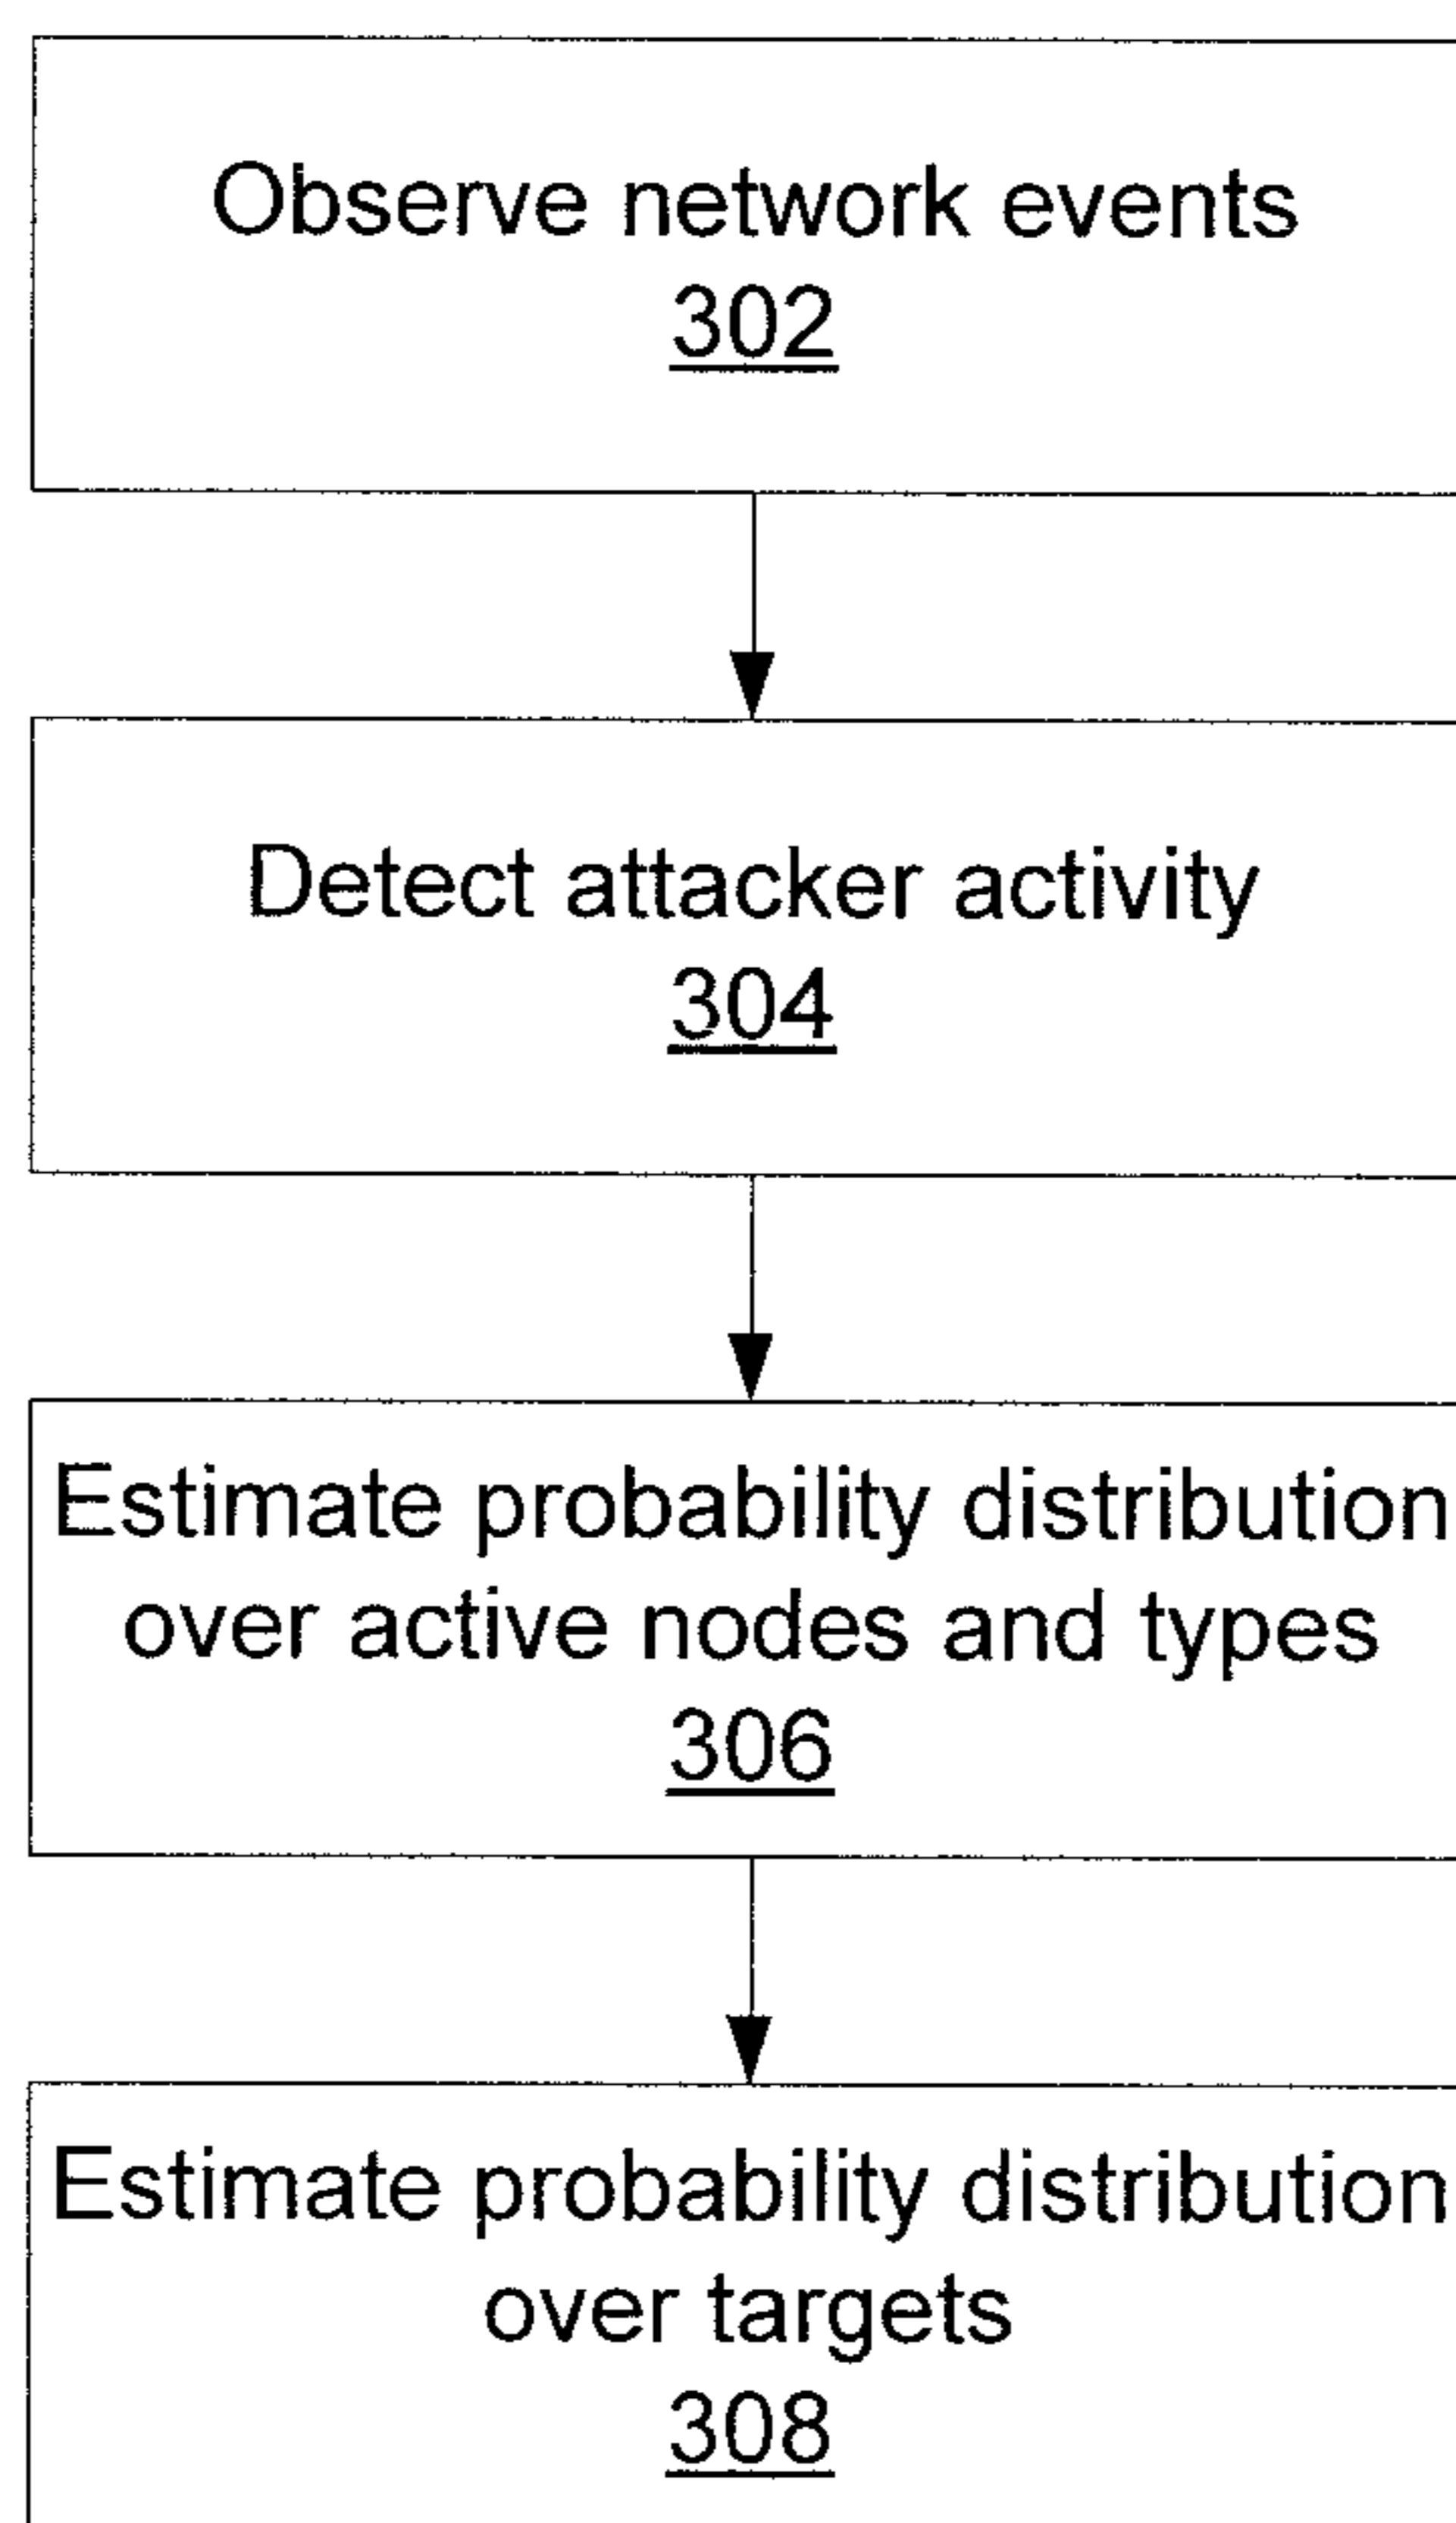 Observe network events
302
Detect attacker activity
304
Estimate probability distribution
over active nodes and types
306
Estimate probability distribution
over targets
308